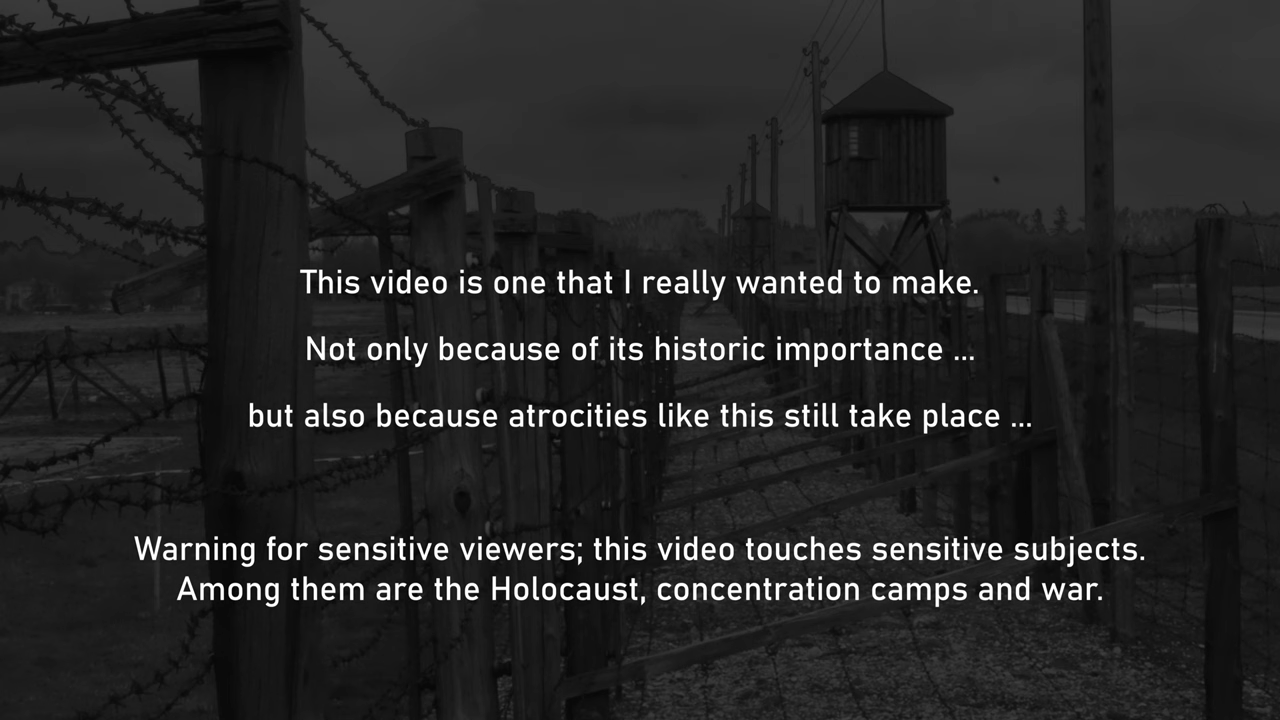 This video is one that I really wanted to make.
Not only because of its historic importance ...
but also because atrocities like this still take place ...
Warning for sensitive viewers; this video touches sensitive subjects.
Among them are the Holocaust, concentration camps and war.